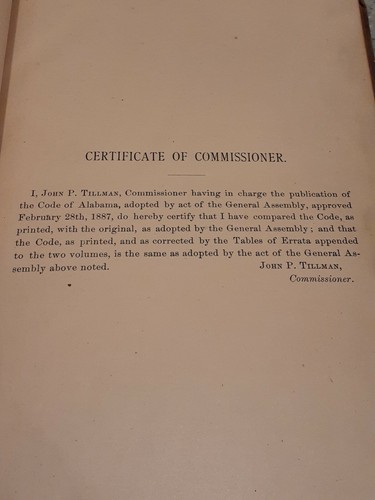 CERTIFICATE OF COMMISSIONER.
I, John P. Tillman, Commissioner having in charge the publication of
the Code of Alabama, adopted by act of the General Assembly, approved
February 28th, 1887, do hereby certify that I have compared the Code, as
printed, with the original, as adopted by the General Assembly; and that
the Code, as printed, and as corrected by the Tables of Errata appended
to the two volumes, is the same as adopted by the act of the General As-
sembly above noted. John P. Tillman,
Commissioner.